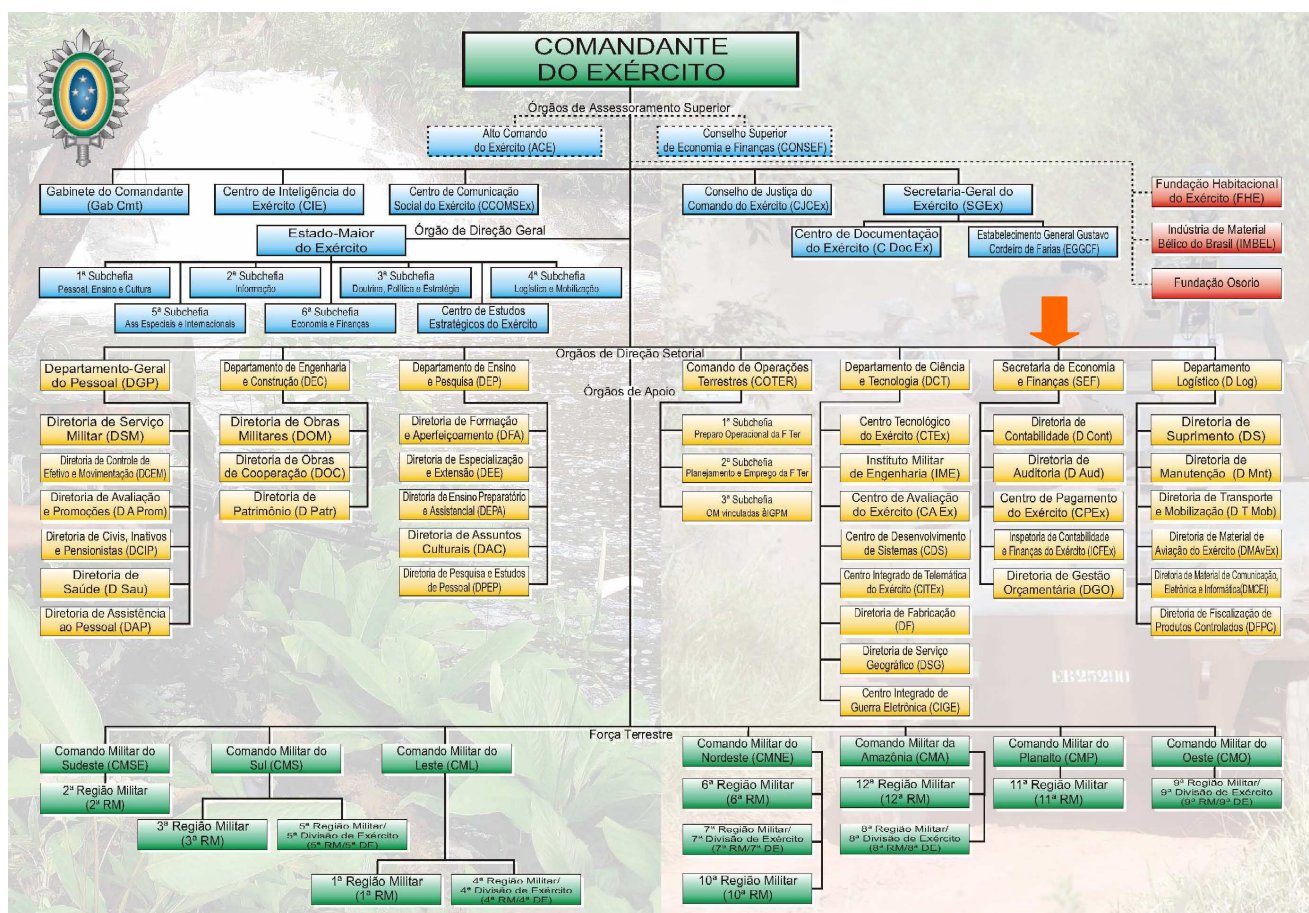 COMANDANTE
DO EXÉRCITO
Órgãos de Assessoramento Superior
Alto Comando
do Exército (ACE)
Conselho Superior
de Economia e Finanças (CONSEF)
Gabinete do Comandante
(Gab Cmt)
Centro de Inteligência do
Exército (CIE)
Centro de Comunicação
Social do Exército (CCOMSEx)
Conselho de Justiça do
Comando do Exército (CJCEx)
Secretaria-Geral do
Exército (SGEx)
Fundação Habitacional
do Exército (FHE)
Indústria de Material
Bélico do Brasil (IMBEL)
Fundação Osorio
Centro de Documentação
do Exército (C Doc Ex)
Estabelecimento General Gustavo
Cordeiro de Farias (EGGCF)
Estado-Maior
do Exército
Órgão de Direção Geral
1ª Subchefia
Pessoal, Ensino e Cultura
2ª Subchefia
Informação
3ª Subchefia
Doutrina, Política e Estratégia
4ª Subchefia
Logística e Mobilização
5ª Subchefia
Ass Especiais e Internacionais
6ª Subchefia
Economia e Finanças
Centro de Estudos
Estratégicos do Exército
Órgãos de Direção Setorial
Departamento-Geral
do Pessoal (DGP)
Departamento de Engenharia
e Construção (DEC)
Departamento de Ensino
e Pesquisa (DEP)
Comando de Operações
Terrestres (COTER)
Departamento de Ciência
e Tecnologia (DCT)
Secretaria de Economia
e Finanças (SEF)
Departamento
Logístico (D Log)
Órgãos de Apoio
Diretoria de Serviço
Militar (DSM)
Diretoria de Controle de
Efetivo e Movimentação (DCEM)
Diretoria de Avaliação
e Promoções (D A Prom)
Diretoria de Civis, Inativos
e Pensionistas (DCIP)
Diretoria de
Saúde (D Sau)
Diretoria de Assistência
ao Pessoal (DAP)
Diretoria de Obras
Militares (DOM)
Diretoria de Obras
de Cooperação (DOC)
Diretoria de
Patrimônio (D Patr)
Diretoria de Formação
e Aperfeiçoamento (DFA)
Diretoria de Especialização
e Extensão (DEE)
Diretoria de Ensino Preparatório
e Assistencial (DEPA)
Diretoria de Assuntos
Culturais (DAC)
Diretoria de Pesquisa e Estudos
de Pessoal (DPEP)
1ª Subchefia
Preparo Operacional da F Ter
2ª Subchefia
Planejamento e Emprego da F Ter
3ª Subchefia
OM vinculadas àIGPM
Centro Tecnológico
do Exército (CTEx)
Instituto Militar
de Engenharia (IME)
Centro de Avaliação
do Exército (CA Ex)
Centro de Desenvolvimento
de Sistemas (CDS)
Centro Integrado de Telemática
do Exército (CITEx)
Diretoria de Fabricação
(DF)
Diretoria de Serviço
Geográfico (DSG)
Centro Integrado de
Guerra Eletrônica (CIGE)
Diretoria de
Contabilidade (D Cont)
Diretoria de
Auditoria (D Aud)
Centro de Pagamento
do Exército (CPEx)
Inspetoria de Contabilidade
e Finanças do Exército (ICFEx)
Diretoria de Gestão
Orçamentária (DGO)
Diretoria de
Suprimento (DS)
Diretoria de
Manutenção (D Mnt)
Diretoria de Transporte
e Mobilização (D T Mob)
Diretoria de Material de
Aviação do Exército (DMAvEx)
Diretoria de Material de Comunicação,
Eletrônica e Informática(DMCEI)
Diretoria de Fiscalização de
Produtos Controlados (DFPC)
EB25200
Força Terrestre
Comando Militar do
Sudeste (CMSE)
Comando Militar do
Sul (CMS)
Comando Militar do
Leste (CML)
Comando Militar do
Nordeste (CMNE)
Comando Militar da
Amazônia (CMA)
Comando Militar do
Planalto (CMP)
Comando Militar do
Oeste (CMO)
2ª Região Militar
(2ª RM)
3ª Região Militar
(3ª RM)
5ª Região Militar/
5ª Divisão de Exército
(5ª RM/5ª DE)
1ª Região Militar
(1ª RM)
4ª Região Militar/
4ª Divisão de Exército
(4ª RM/4ª DE)
6ª Região Militar
(6ª RM)
7ª Região Militar/
7ª Divisão de Exército
(7ª RM/7ª DE)
10ª Região Militar
(10ª RM)
12ª Região Militar
(12ª RM)
8ª Região Militar/
8ª Divisão de Exército
(8ª RM/8ª DE)
11ª Região Militar
(11ª RM)
9ª Região Militar/
9ª Divisão de Exército
(9ª RM/9ª DE)